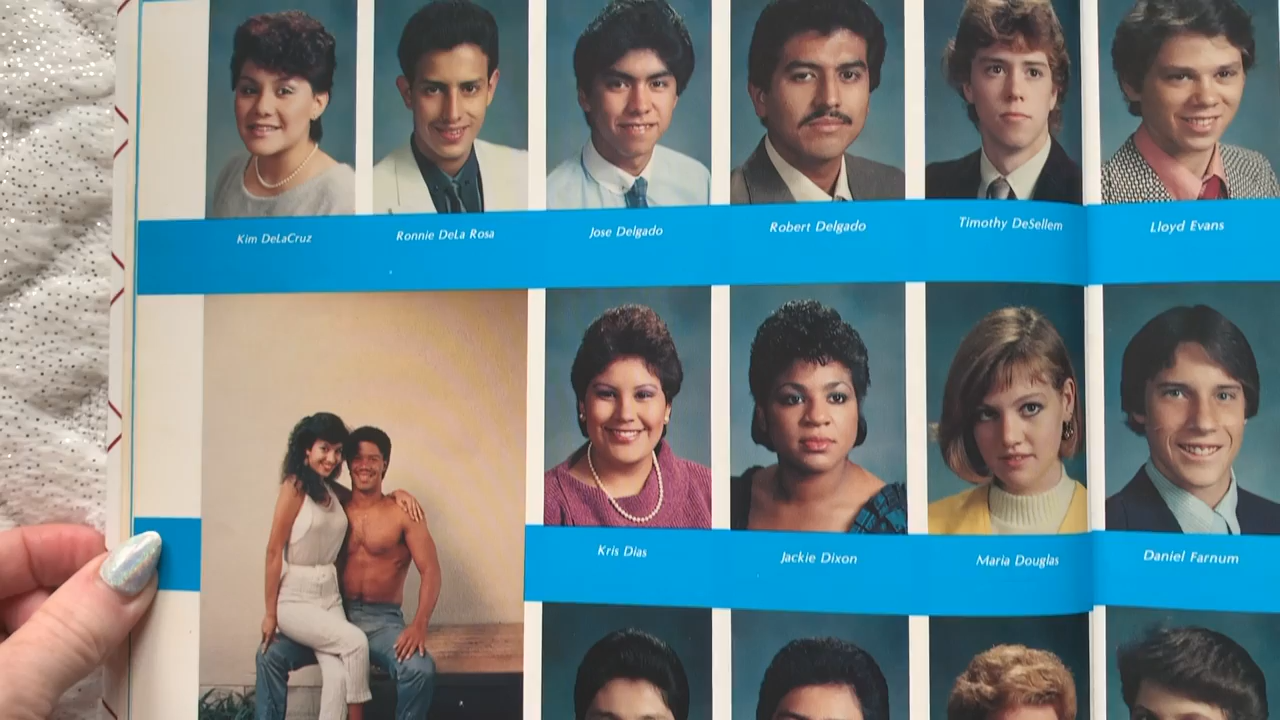 Kim DeLaCruz
Ronnie DeLa Rosa
Jose Delgado
Robert Delgado
Timothy DeSellem
Lloyd Evans
Kris Dias
Jackie Dixon
Maria Douglas
Daniel Farnum